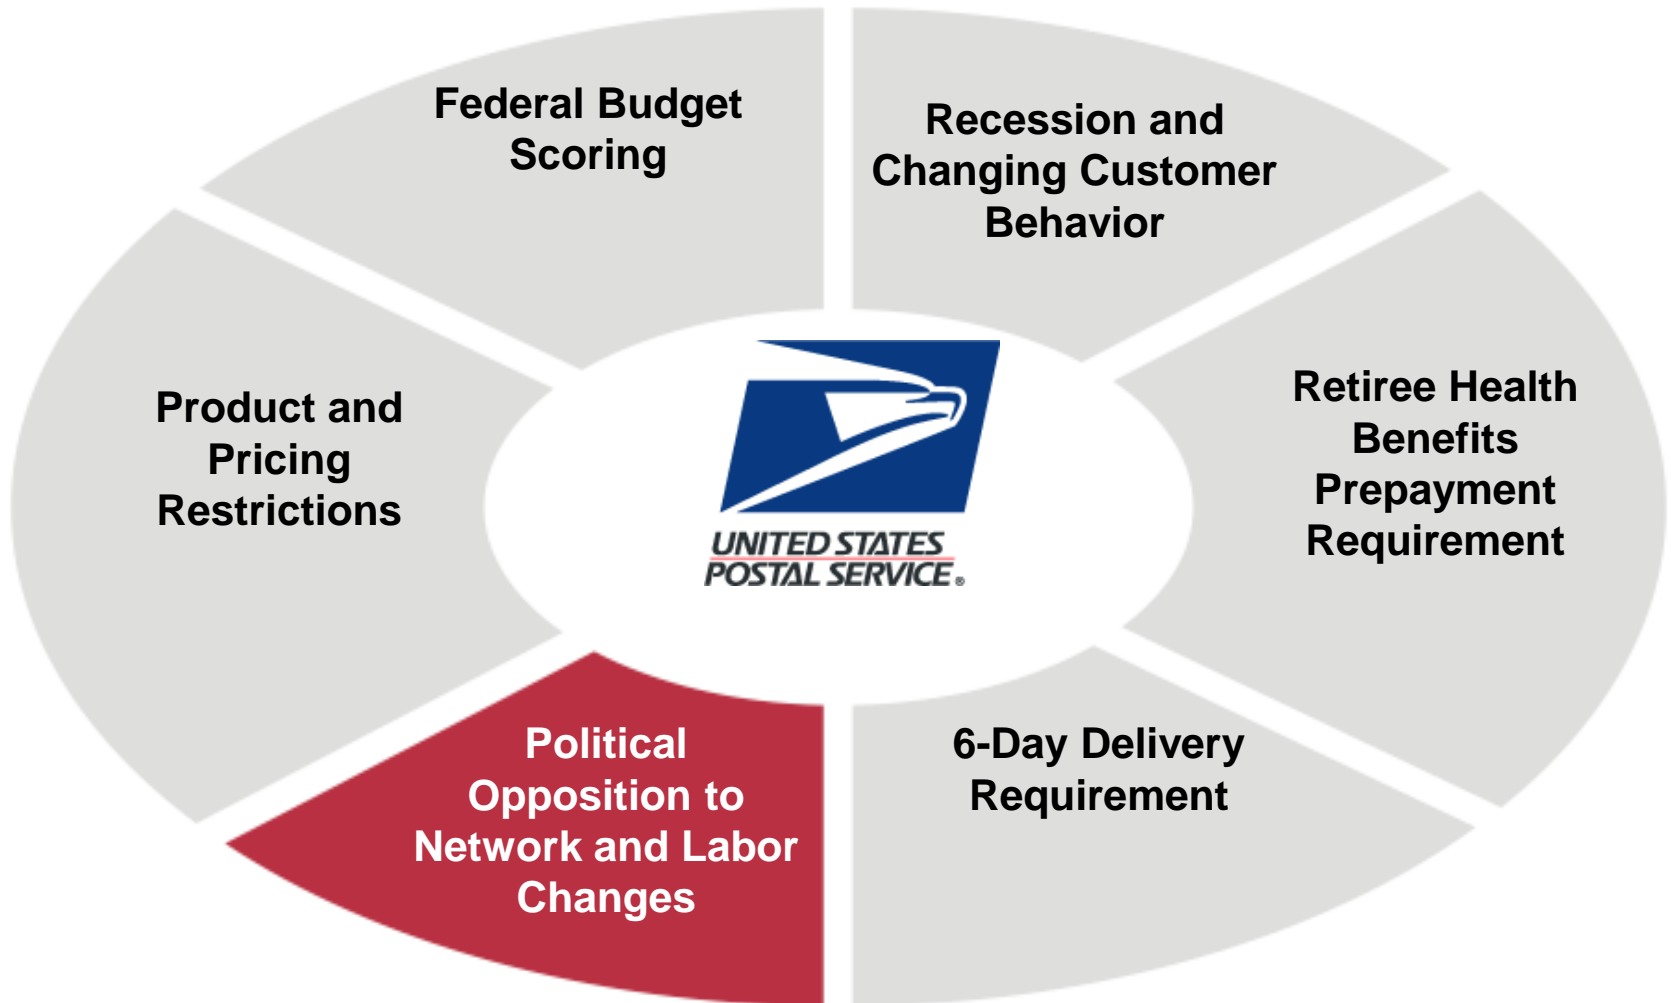 Federal Budget
Scoring
Recession and
Changing Customer
Behavior
Product and
Pricing
Restrictions
Retiree Health
Benefits
Prepayment
Requirement
UNITED STATES
POSTAL SERVICE®
Political
Opposition to
Network and Labor
Changes
6-Day Delivery
Requirement